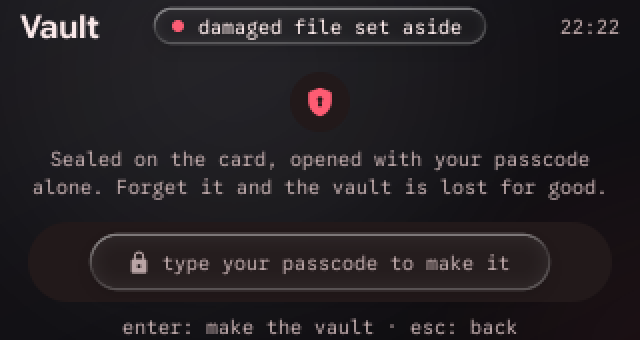 Vault
damaged file set aside
22:22
Sealed on the card, opened with your passcode
alone. Forget it and the vault is lost for good.
type your passcode to make it
enter: make the vault · esc: back